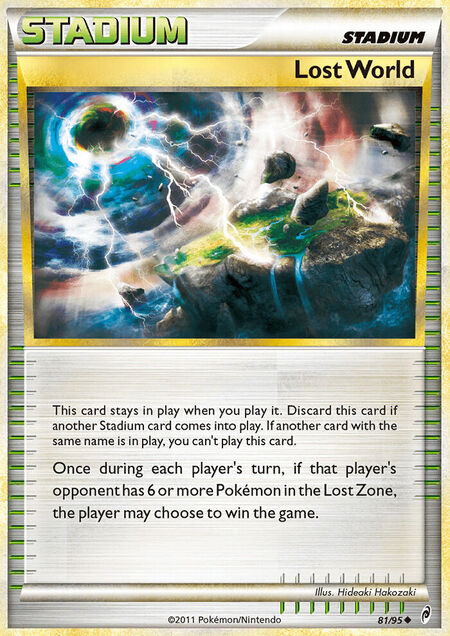 STADIUM
STADIUM
Lost World
This card stays in play when you play it. Discard this card if
another Stadium card comes into play. If another card with the
same name is in play, you can't play this card.
Once during each player's turn, if that player's
opponent has 6 or more Pokémon in the Lost Zone,
the player may choose to win the game.
Illus. Hideaki Hakozaki
©2011 Pokémon/Nintendo
81/95